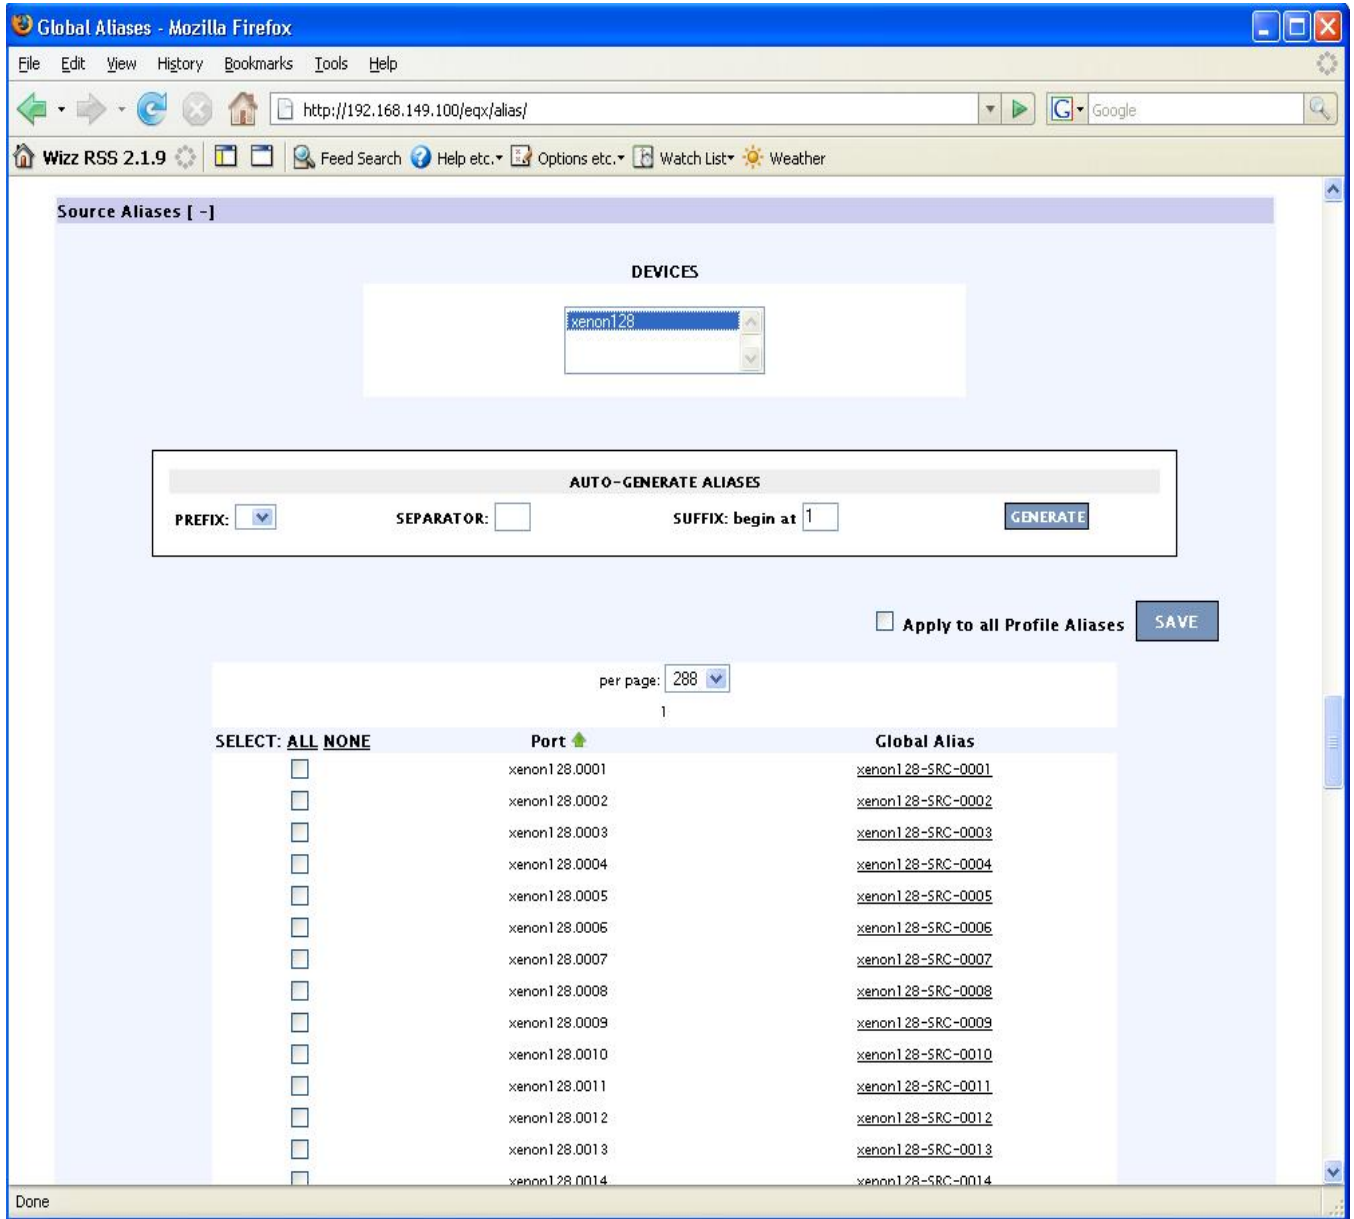 Global Aliases - Mozilla Firefox
File Edit View History Bookmarks Tools Help
http://192.168.149.100/eqx/alias/ G Google
Wizz RSS 2.1.9 Feed Search Help etc. Options etc. Watch List Weather
Source Aliases [ -]
DEVICES
xenon128
AUTO-GENERATE ALIASES
PREFIX: SEPARATOR: SUFFIX: begin at 1 GENERATE
Apply to all Profile Aliases SAVE
per page: 288
1
SELECT: ALL NONE Port Global Alias
xenon128.0001 xenon128-SRC-0001
xenon128.0002 xenon128-SRC-0002
xenon128.0003 xenon128-SRC-0003
xenon128.0004 xenon128-SRC-0004
xenon128.0005 xenon128-SRC-0005
xenon128.0006 xenon128-SRC-0006
xenon128.0007 xenon128-SRC-0007
xenon128.0008 xenon128-SRC-0008
xenon128.0009 xenon128-SRC-0009
xenon128.0010 xenon128-SRC-0010
xenon128.0011 xenon128-SRC-0011
xenon128.0012 xenon128-SRC-0012
xenon128.0013 xenon128-SRC-0013
xenon128.0014 xenon128-SRC-0014
Done